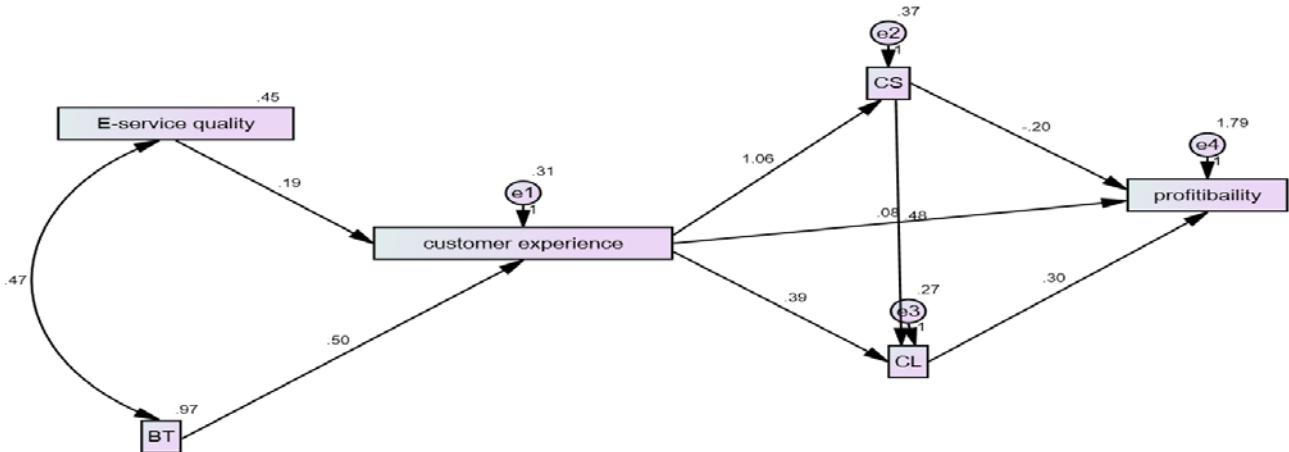 .37
e2
1
CS
.45
E-service quality
-.20
1.79
e4
1
1.06
.31
e1
1
.19
profitibaility
.08
.48
customer experience
.47
.39
.27
.30
e3
1
.50
CL
.97
BT